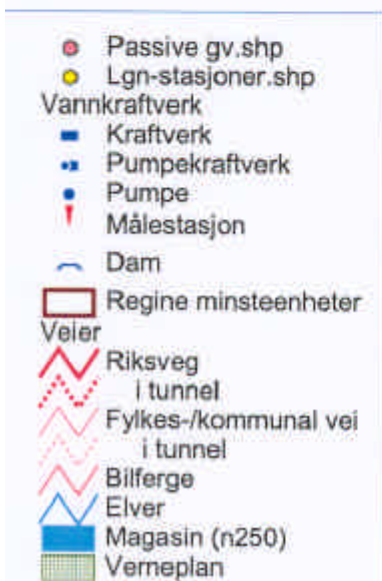 Passive gv.shp
Lgn-stasjoner.shp
Vannkraftverk
Kraftverk
Pumpekraftverk
Pumpe
Målestasjon
Dam
Regine minsteenheter
Veier
Riksveg
i tunnel
Fylkes-/kommunal vei
i tunnel
Bilferge
Elver
Magasin (n250)
Verneplan